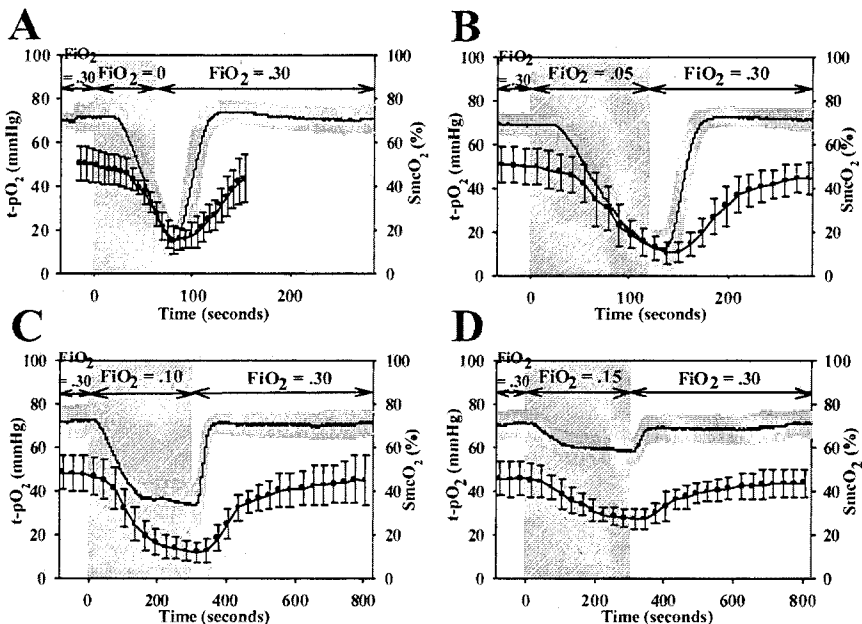 A
B
FiO2
= .30 FiO2 = 0 FiO2 = .30
FiO2
= .30 FiO2 = .05 FiO2 = .30
t-pO2 (mmHg)
100
80
60
40
20
0
0 100 200
Time (seconds)
SmcO2 (%)
100
80
60
40
20
0
t-pO2 (mmHg)
100
80
60
40
20
0
0 100 200
Time (seconds)
SmcO2 (%)
100
80
60
40
20
0
C
D
FiO2
= .30 FiO2 = .10 FiO2 = .30
FiO2
= .30 FiO2 = .15 FiO2 = .30
t-pO2 (mmHg)
100
80
60
40
20
0
0 200 400 600 800
Time (seconds)
SmcO2 (%)
100
80
60
40
20
0
t-pO2 (mmHg)
100
80
60
40
20
0
0 200 400 600 800
Time (seconds)
SmcO2 (%)
100
80
60
40
20
0